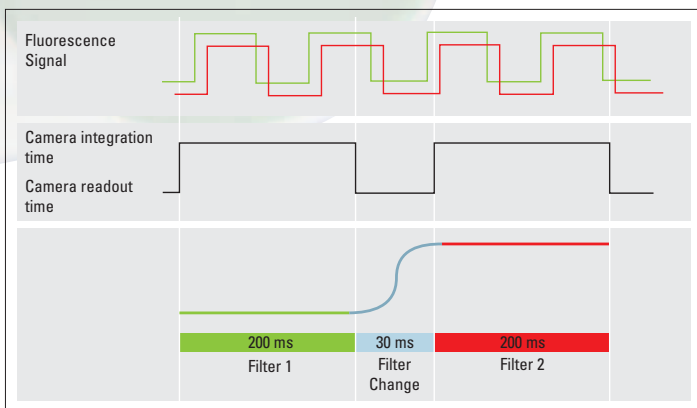 Fluorescence
Signal
Camera integration
time
Camera readout
time
200 ms
30 ms
200 ms
Filter 1
Filter
Change
Filter 2